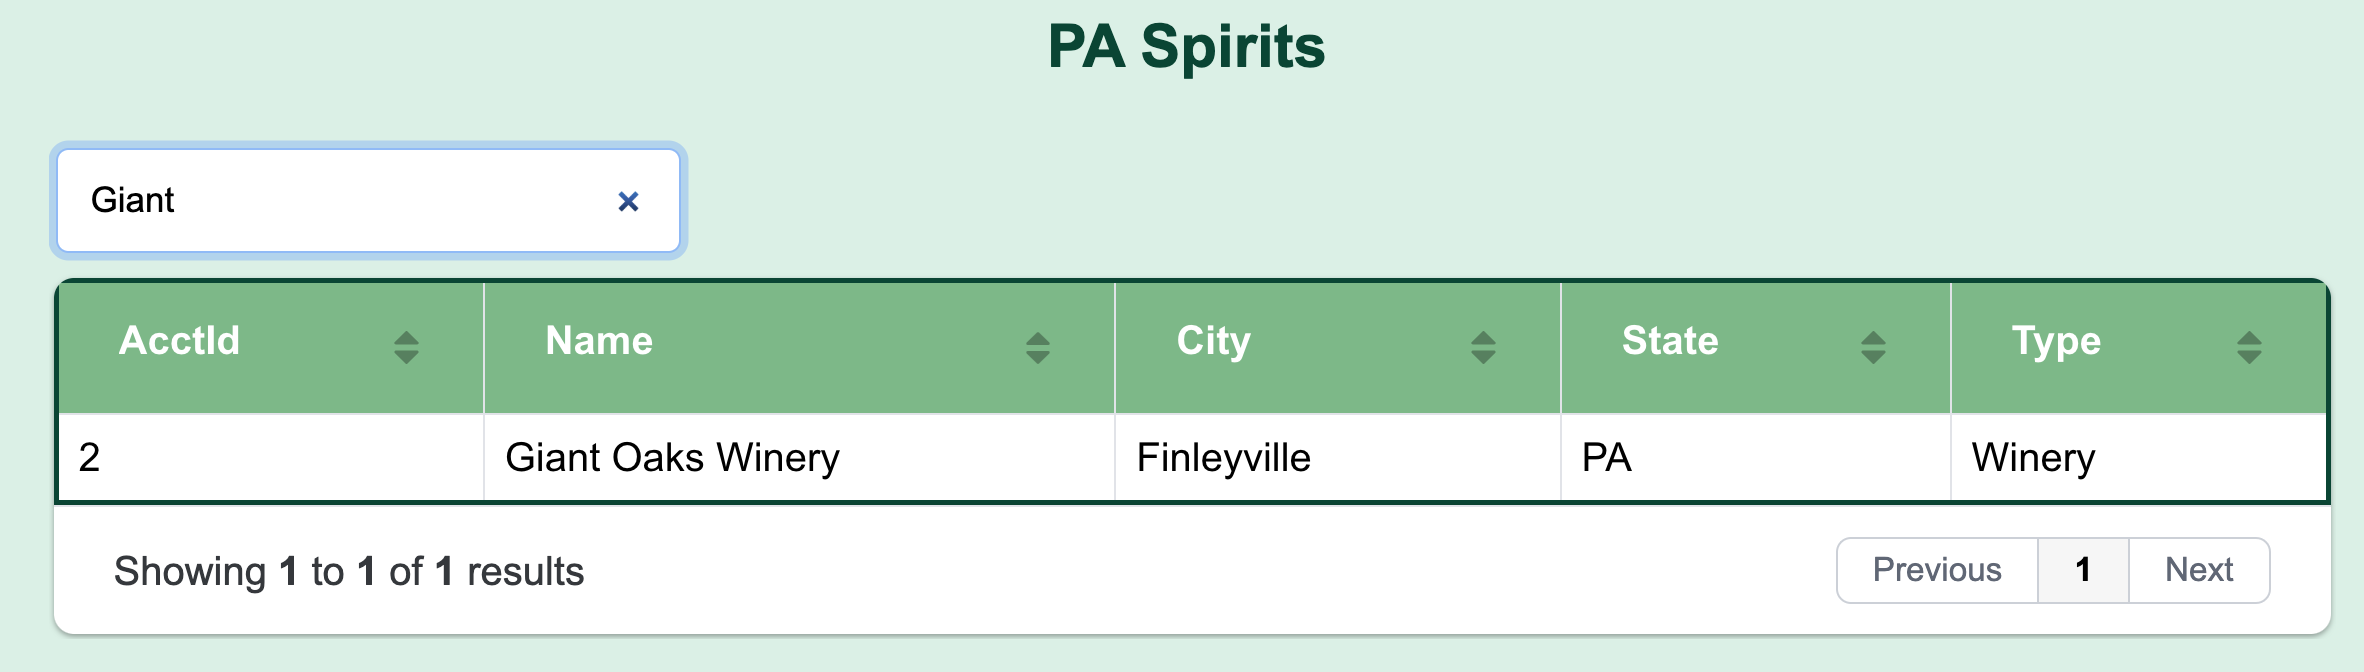 PA Spirits
Giant
AcctId Name City State Type
2 Giant Oaks Winery Finleyville PA Winery
Showing 1 to 1 of 1 results Previous 1 Next